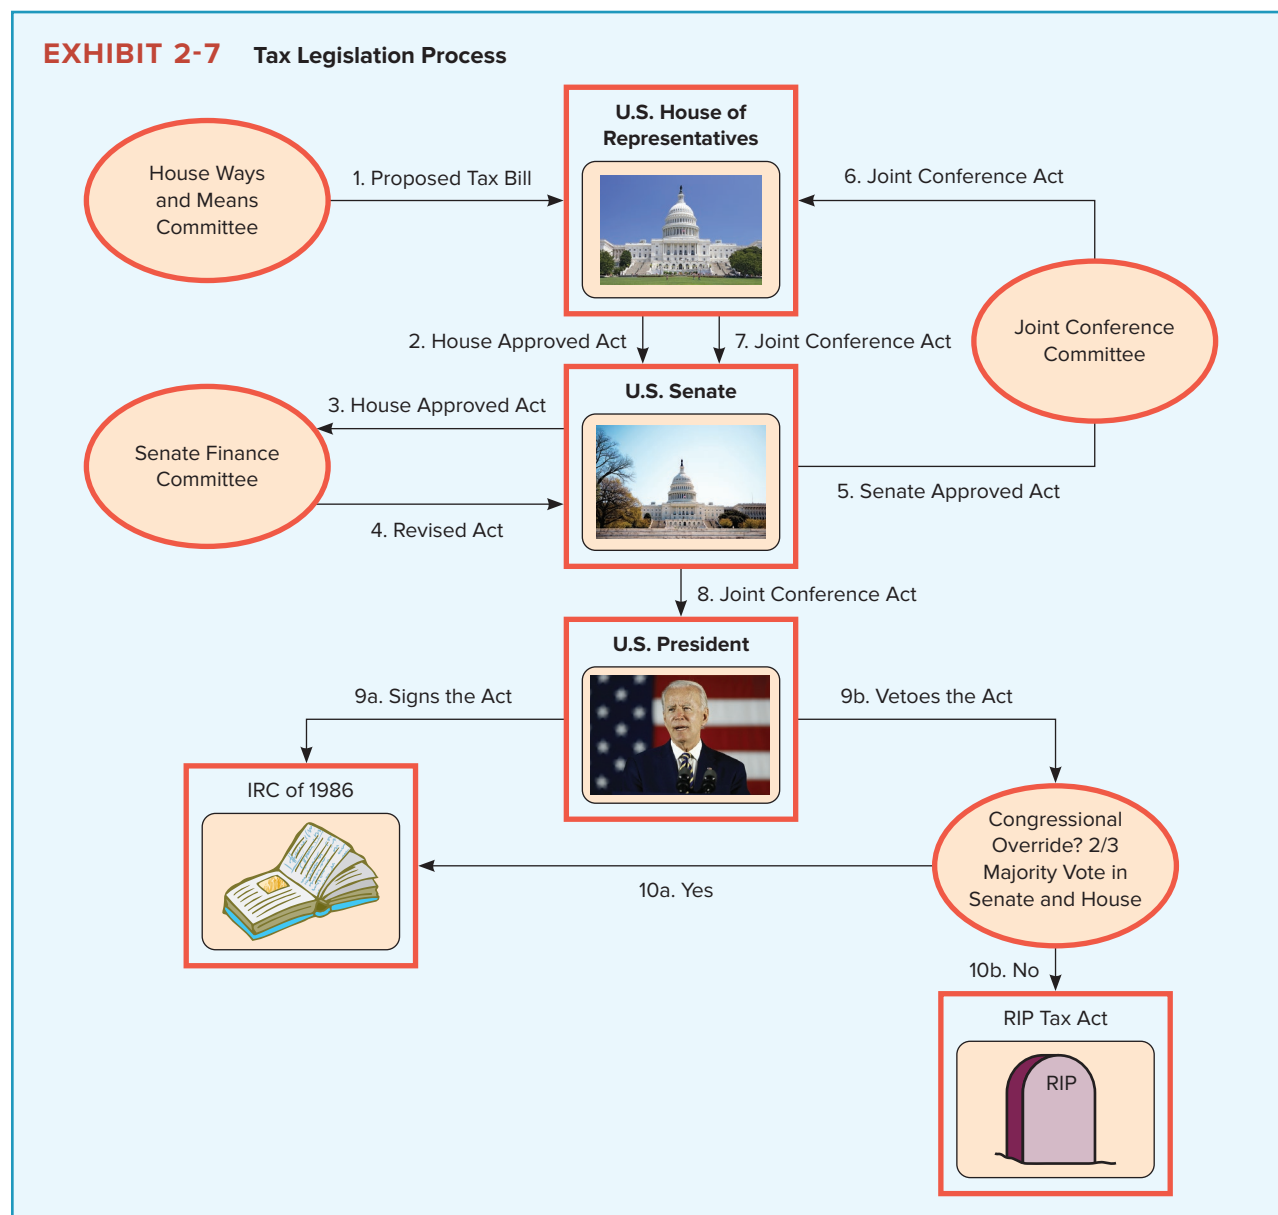 EXHIBIT 2-7 Tax Legislation Process
U.S. House of
Representatives
House Ways
and Means
Committee
1. Proposed Tax Bill
6. Joint Conference Act
Joint Conference
Committee
2. House Approved Act
7. Joint Conference Act
U.S. Senate
3. House Approved Act
Senate Finance
Committee
4. Revised Act
5. Senate Approved Act
8. Joint Conference Act
U.S. President
9a. Signs the Act
9b. Vetoes the Act
IRC of 1986
Congressional
Override? 2/3
Majority Vote in
Senate and House
10a. Yes
10b. No
RIP Tax Act
RIP